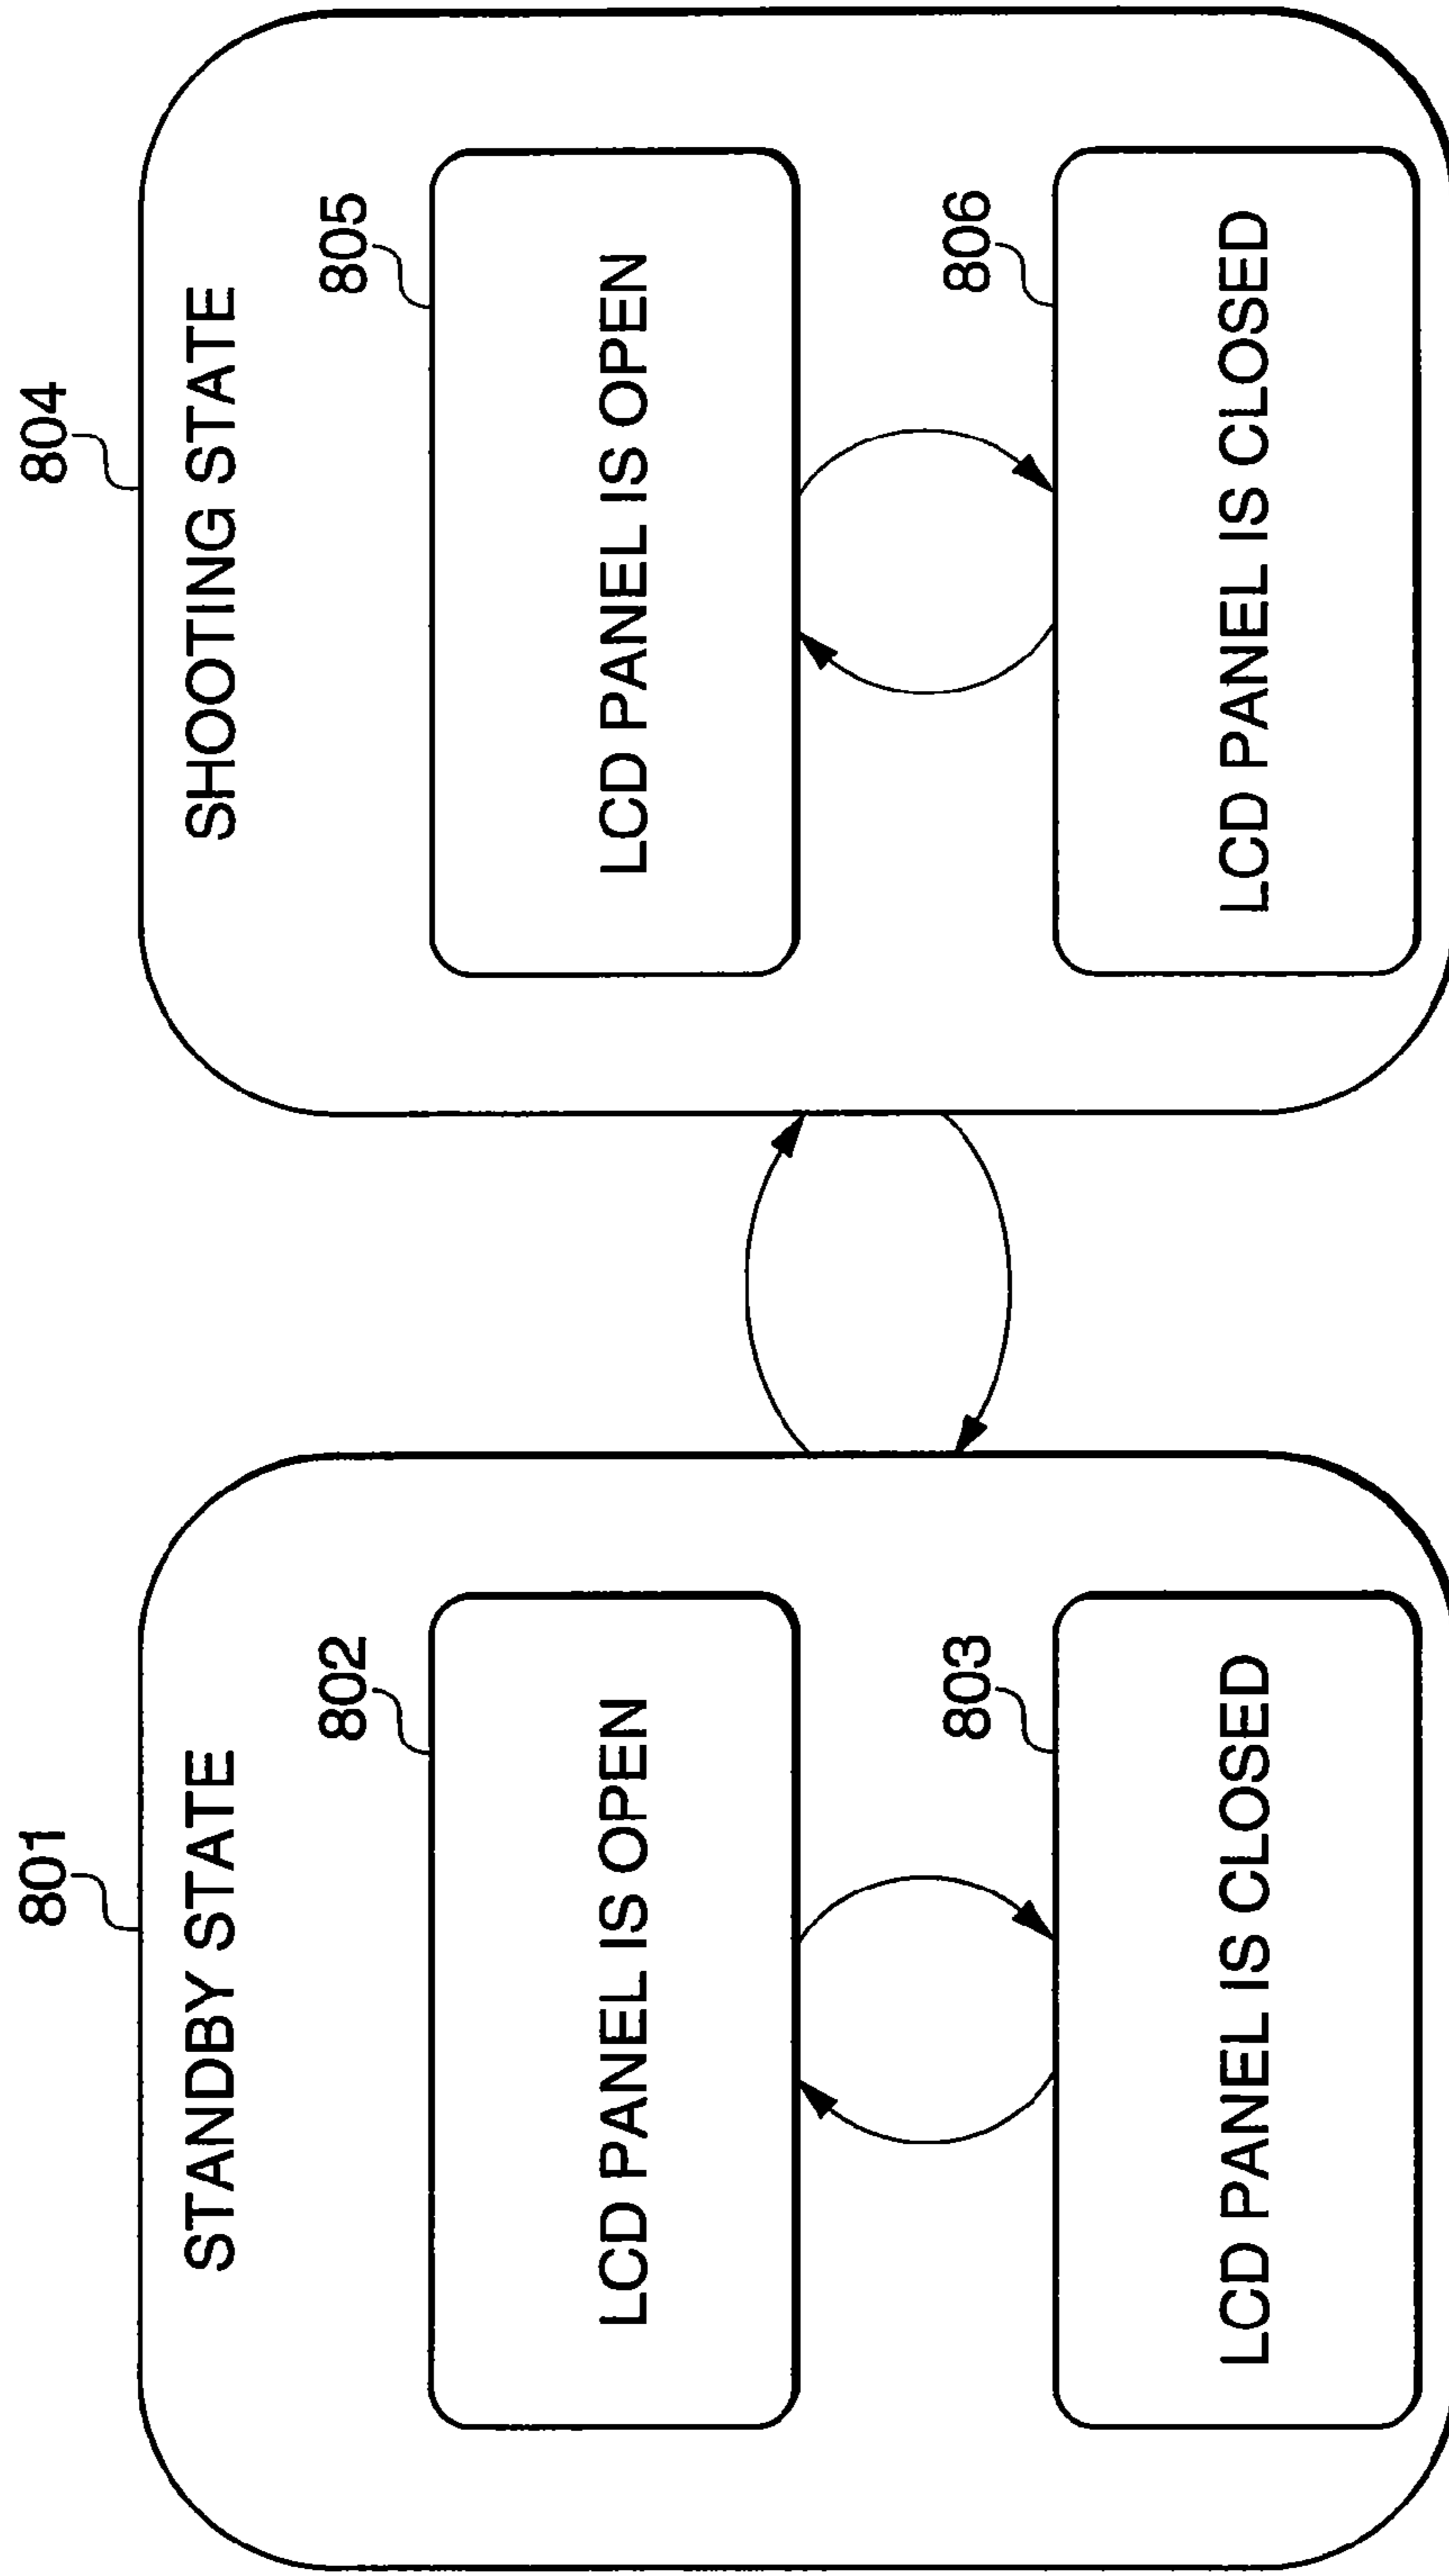 801
STANDBY STATE
802
LCD PANEL IS OPEN
803
LCD PANEL IS CLOSED
804
SHOOTING STATE
805
LCD PANEL IS OPEN
806
LCD PANEL IS CLOSED